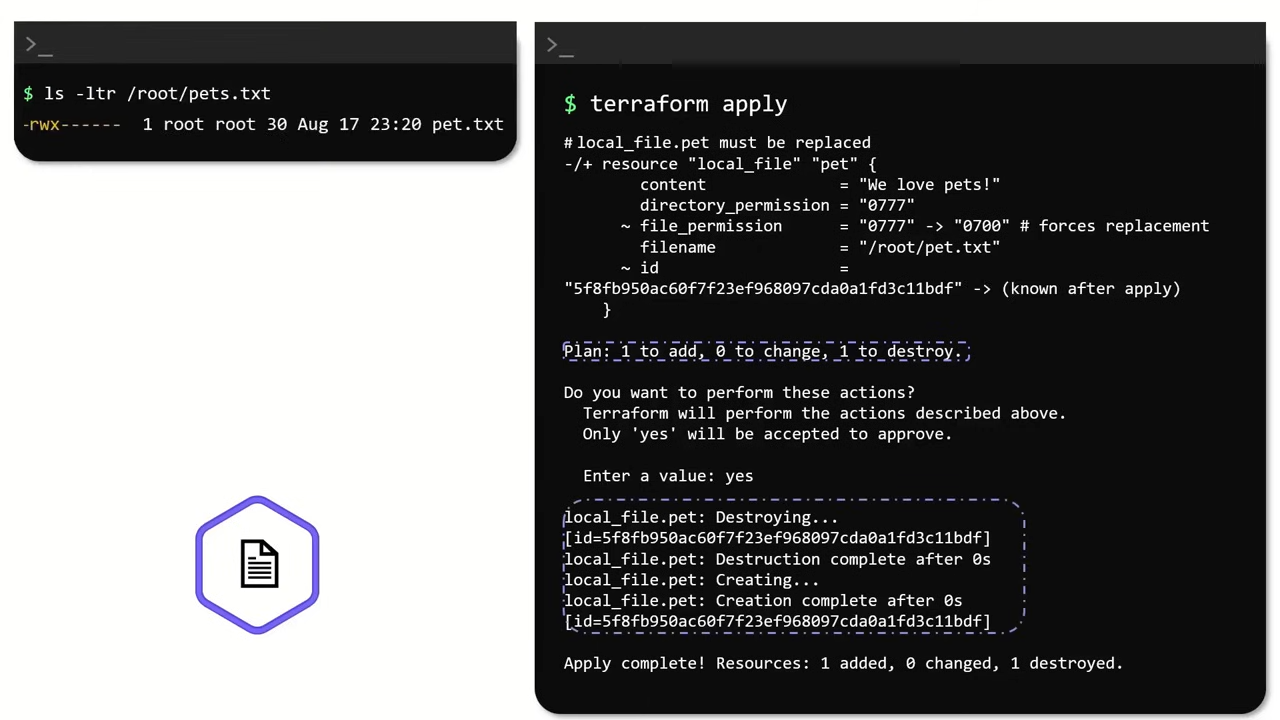 >_
$ ls -ltr /root/pets.txt
-rwx------ 1 root root 30 Aug 17 23:20 pet.txt
>_
$ terraform apply
# local_file.pet must be replaced
-/+ resource "local_file" "pet" {
content = "We love pets!"
directory_permission = "0777"
~ file_permission = "0777" -> "0700" # forces replacement
filename = "/root/pet.txt"
~ id =
"5f8fb950ac60f7f23ef968097cda0a1fd3c11bdf" -> (known after apply)
}
Plan: 1 to add, 0 to change, 1 to destroy.
Do you want to perform these actions?
Terraform will perform the actions described above.
Only 'yes' will be accepted to approve.
Enter a value: yes
local_file.pet: Destroying...
[id=5f8fb950ac60f7f23ef968097cda0a1fd3c11bdf]
local_file.pet: Destruction complete after 0s
local_file.pet: Creating...
local_file.pet: Creation complete after 0s
[id=5f8fb950ac60f7f23ef968097cda0a1fd3c11bdf]
Apply complete! Resources: 1 added, 0 changed, 1 destroyed.